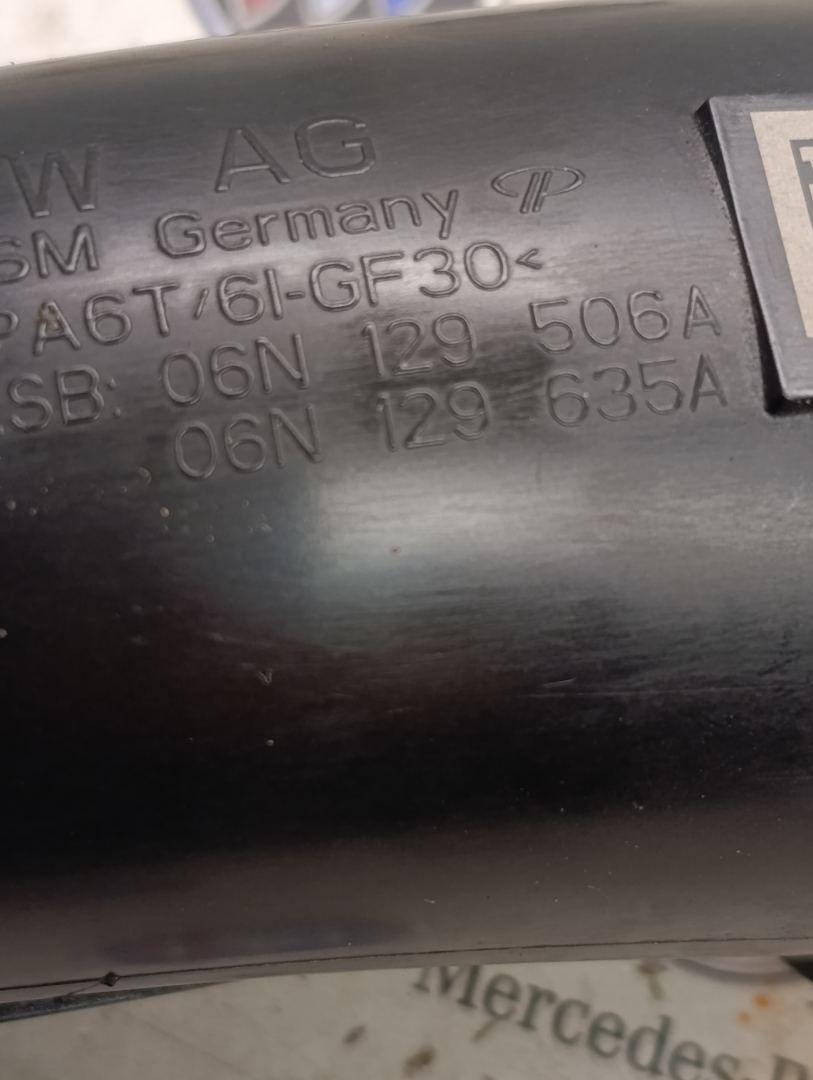 W AG
SM Germany
PA6T/6I-GF30<
SB: 06N 129 506A
06N 129 635A
Mercedes-